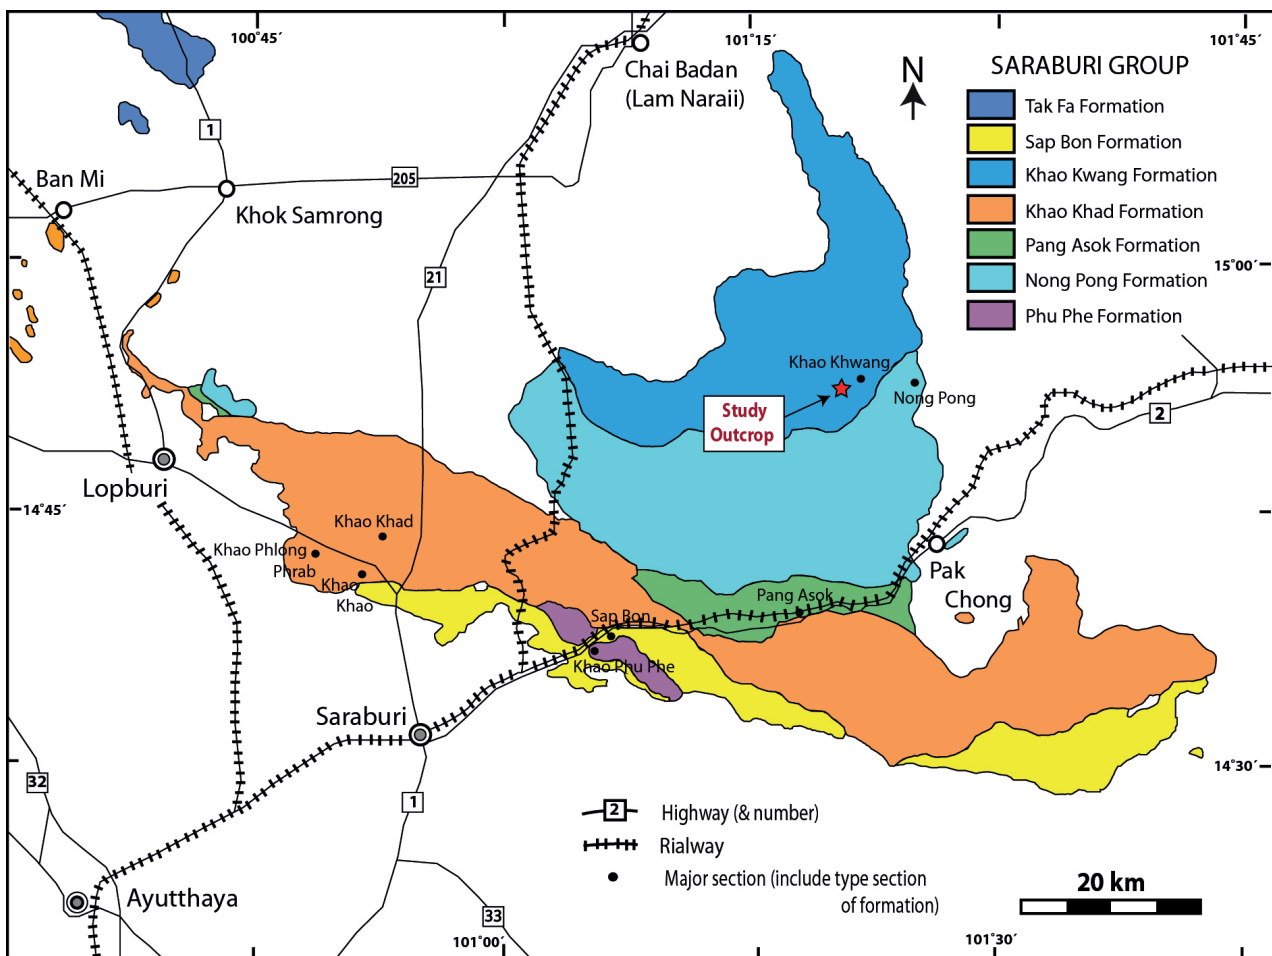 100°45´
101°15´
101°45´
Chai Badan
(Lam Naraii)
N
SARABURI GROUP
Tak Fa Formation
Sap Bon Formation
Khao Kwang Formation
Khao Khad Formation
Pang Asok Formation
Nong Pong Formation
Phu Phe Formation
1
Ban Mi
205
Khok Samrong
21
15°00´
Khao Khwang
Nong Pong
Study
Outcrop
2
Lopburi
14°45´
Khao Khad
Khao Phlong
Phrab
Khao
Khao
Pak
Chong
Pang Asok
Sap Bon
Khao Phu Phe
Saraburi
14°30´
32
1
2
Highway (& number)
Rialway
Major section (include type section
of formation)
20 km
Ayutthaya
33
101°00´
101°30´